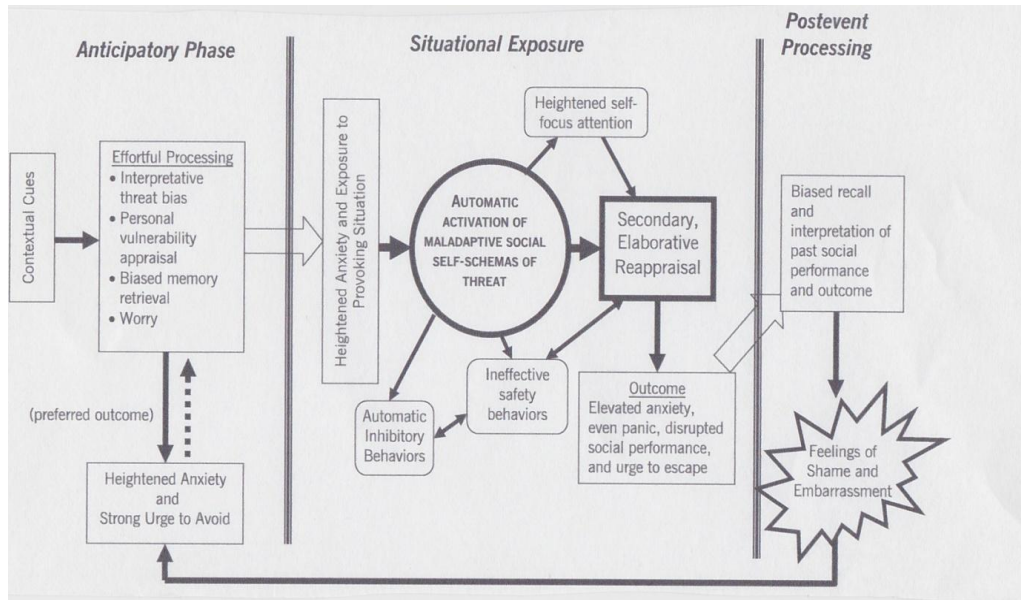 Anticipatory Phase
Situational Exposure
Postevent
Processing
Contextual Cues
Effortful Processing
• Interpretative
threat bias
• Personal
vulnerability
appraisal
• Biased memory
retrieval
• Worry
(preferred outcome)
Heightened Anxiety
and
Strong Urge to Avoid
Heightened Anxiety and Exposure to
Provoking Situation
Heightened self-
focus attention
AUTOMATIC
ACTIVATION OF
MALADAPTIVE SOCIAL
SELF-SCHEMAS OF
THREAT
Secondary,
Elaborative
Reappraisal
Automatic
Inhibitory
Behaviors
Ineffective
safety
behaviors
Outcome
Elevated anxiety,
even panic, disrupted
social performance,
and urge to escape
Biased recall
and
interpretation of
past social
performance
and outcome
Feelings of
Shame and
Embarrassment